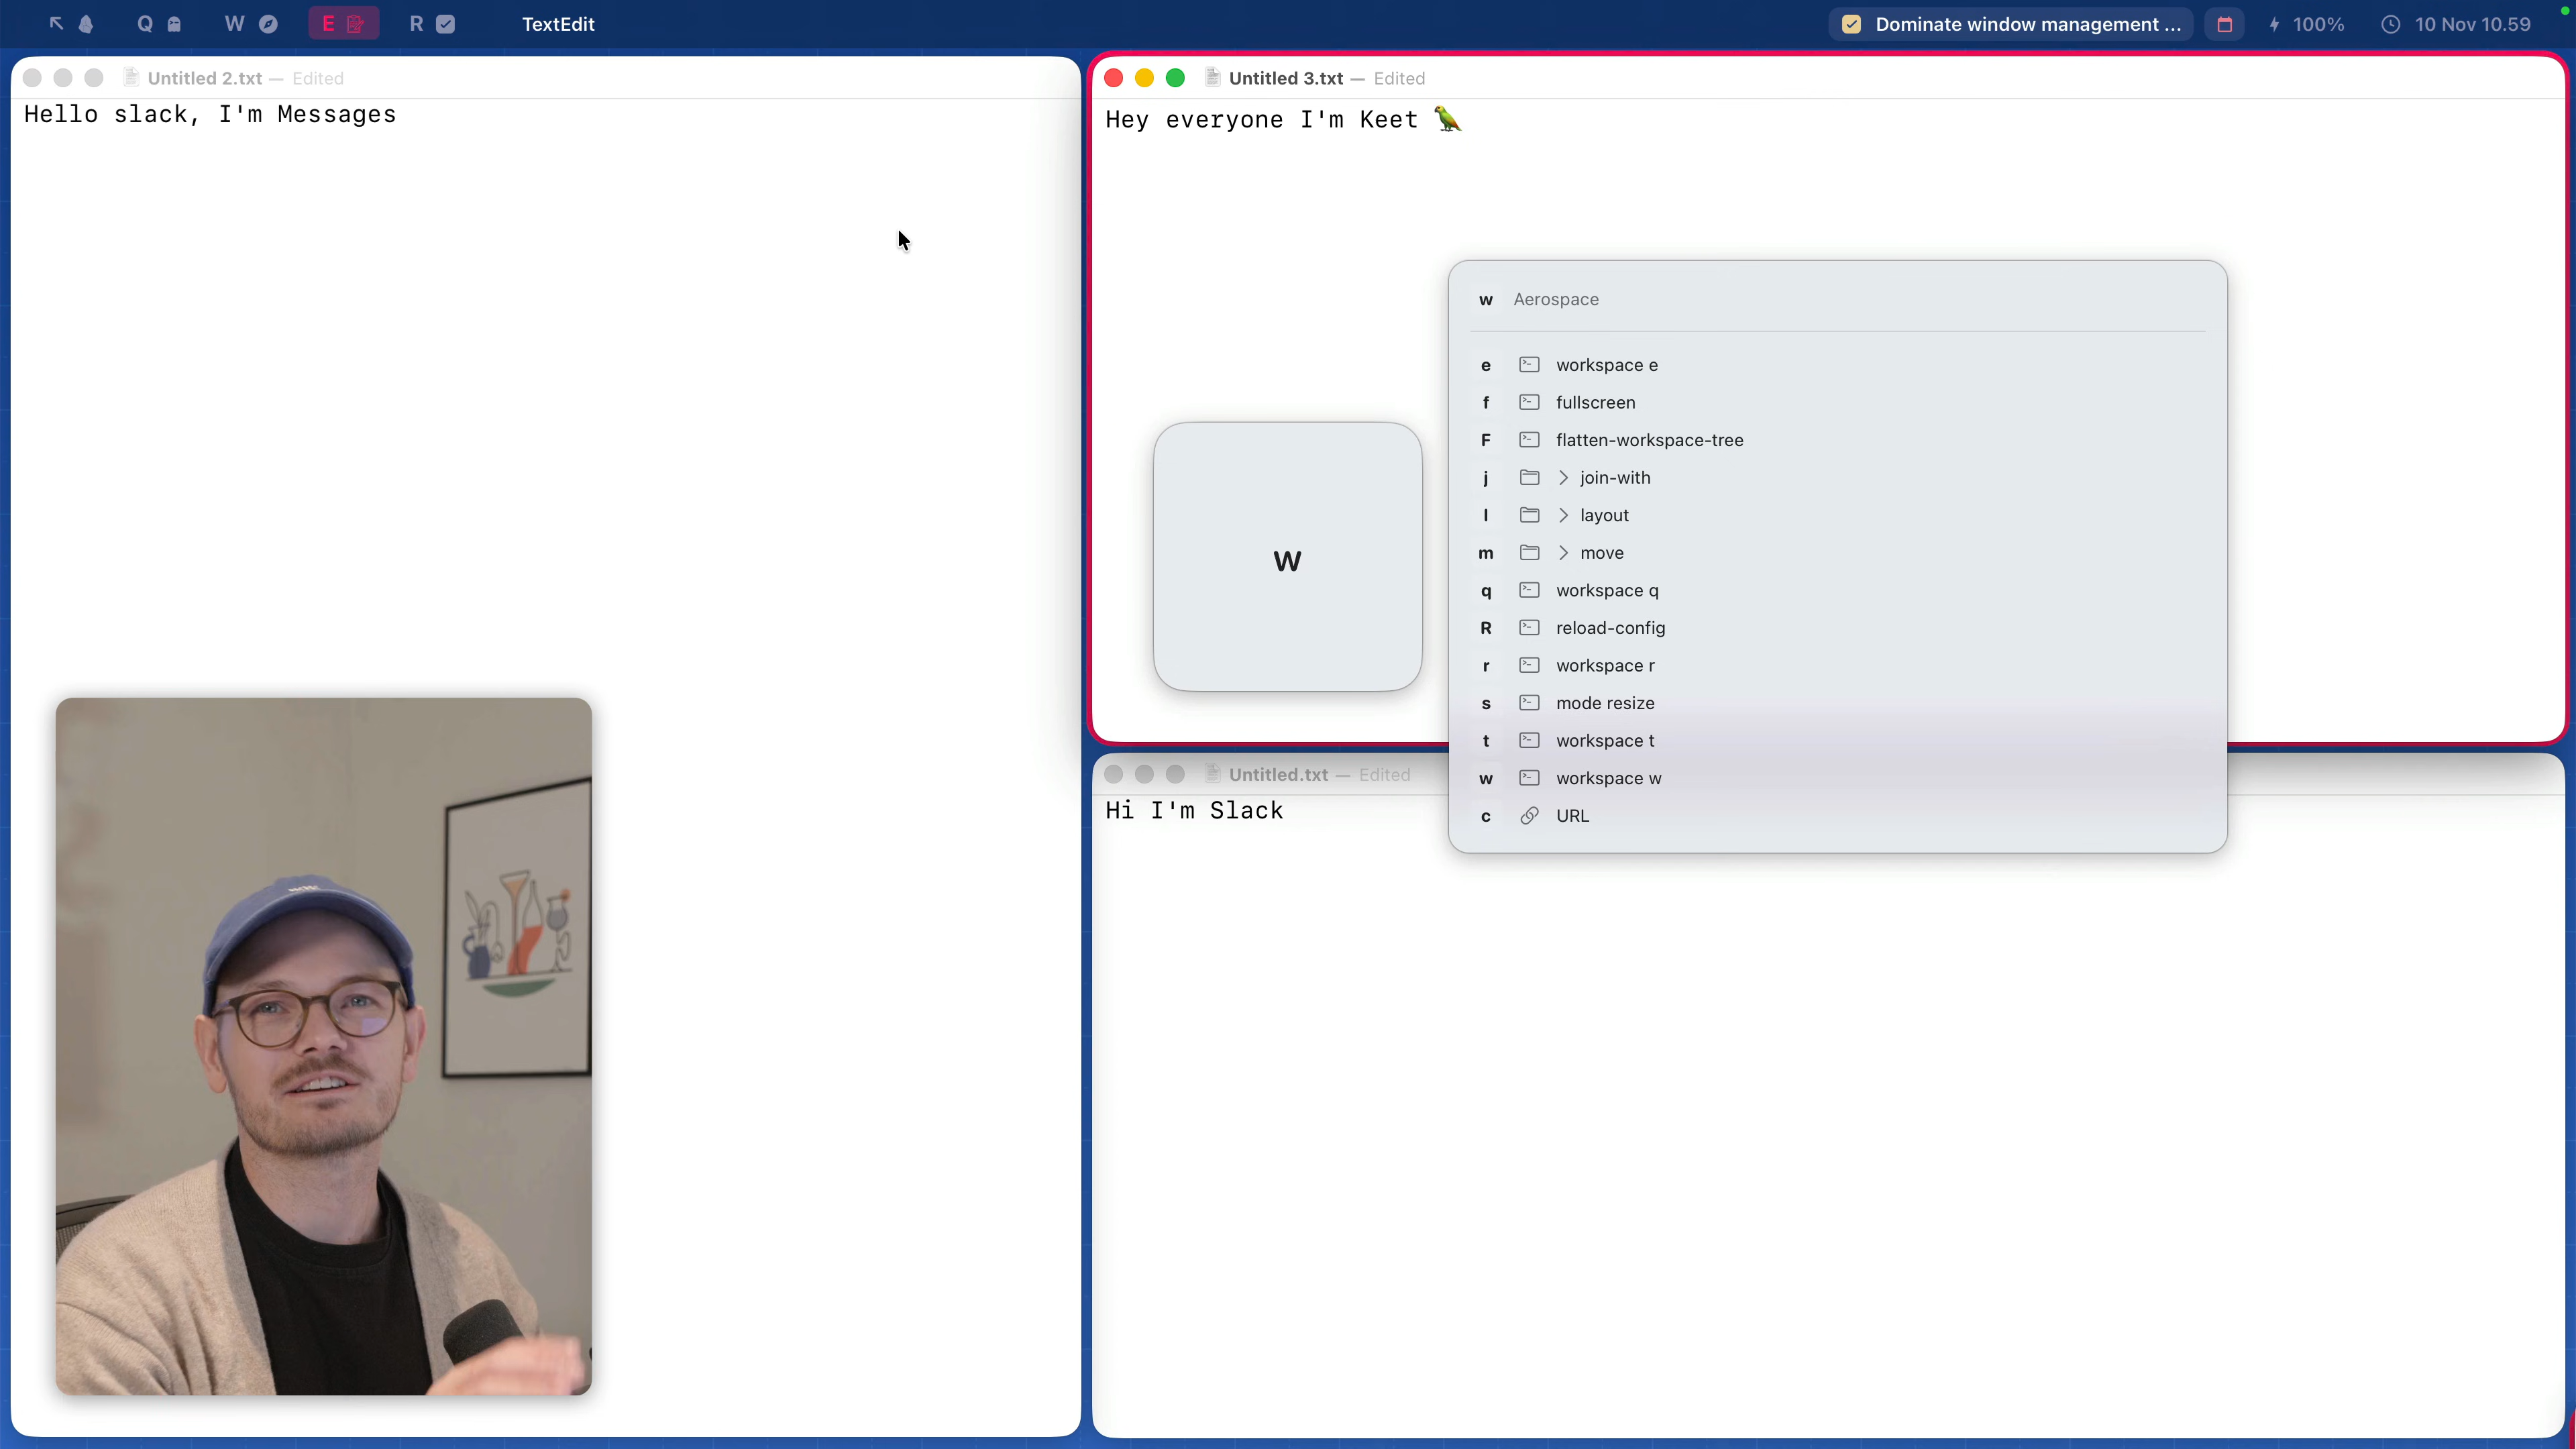 Q W E R TextEdit Dominate window management ... 100% 10 Nov 10.59
Untitled 2.txt — Edited
Hello slack, I'm Messages
Untitled 3.txt — Edited
Hey everyone I'm Keet 🦜
w
w Aerospace
e workspace e
f fullscreen
F flatten-workspace-tree
j > join-with
l > layout
m > move
q workspace q
R reload-config
r workspace r
s mode resize
t workspace t
w workspace w
c URL
Untitled.txt — Edited
Hi I'm Slack